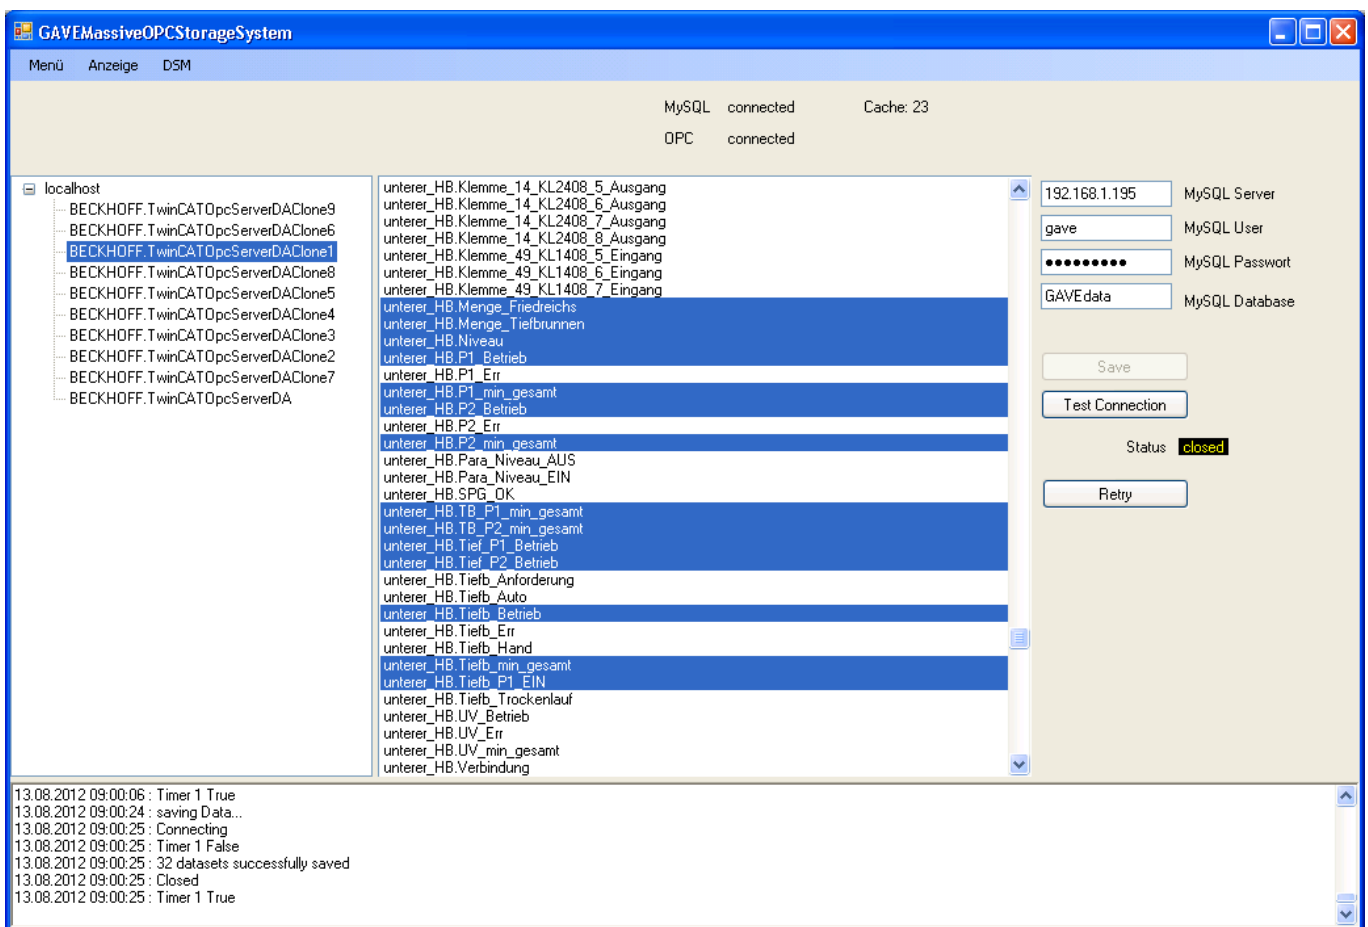 GAVEMassiveOPCStorageSystem
Menü Anzeige DSM
MySQL connected Cache: 23
OPC connected
localhost
BECKHOFF.TwinCATOpcServerDAClone9
BECKHOFF.TwinCATOpcServerDAClone6
BECKHOFF.TwinCATOpcServerDAClone1
BECKHOFF.TwinCATOpcServerDAClone8
BECKHOFF.TwinCATOpcServerDAClone5
BECKHOFF.TwinCATOpcServerDAClone4
BECKHOFF.TwinCATOpcServerDAClone3
BECKHOFF.TwinCATOpcServerDAClone2
BECKHOFF.TwinCATOpcServerDAClone7
BECKHOFF.TwinCATOpcServerDA
unterer_HB.Klemme_14_KL2408_5_Ausgang
unterer_HB.Klemme_14_KL2408_6_Ausgang
unterer_HB.Klemme_14_KL2408_7_Ausgang
unterer_HB.Klemme_14_KL2408_8_Ausgang
unterer_HB.Klemme_49_KL1408_5_Eingang
unterer_HB.Klemme_49_KL1408_6_Eingang
unterer_HB.Klemme_49_KL1408_7_Eingang
unterer_HB.Menge_Friedreichs
unterer_HB.Menge_Tiefbrunnen
unterer_HB.Niveau
unterer_HB.P1_Betrieb
unterer_HB.P1_Err
unterer_HB.P1_min_gesamt
unterer_HB.P2_Betrieb
unterer_HB.P2_Err
unterer_HB.P2_min_gesamt
unterer_HB.Para_Niveau_AUS
unterer_HB.Para_Niveau_EIN
unterer_HB.SPG_OK
unterer_HB.TB_P1_min_gesamt
unterer_HB.TB_P2_min_gesamt
unterer_HB.Tief_P1_Betrieb
unterer_HB.Tief_P2_Betrieb
unterer_HB.Tiefb_Anforderung
unterer_HB.Tiefb_Auto
unterer_HB.Tiefb_Betrieb
unterer_HB.Tiefb_Err
unterer_HB.Tiefb_Hand
unterer_HB.Tiefb_min_gesamt
unterer_HB.Tiefb_P1_EIN
unterer_HB.Tiefb_Trockenlauf
unterer_HB.UV_Betrieb
unterer_HB.UV_Err
unterer_HB.UV_min_gesamt
unterer_HB.Verbindung
192.168.1.195 MySQL Server
gave MySQL User
●●●●●●●●● MySQL Passwort
GAVEdata MySQL Database
Save
Test Connection
Status closed
Retry
13.08.2012 09:00:06 : Timer 1 True
13.08.2012 09:00:24 : saving Data...
13.08.2012 09:00:25 : Connecting
13.08.2012 09:00:25 : Timer 1 False
13.08.2012 09:00:25 : 32 datasets successfully saved
13.08.2012 09:00:25 : Closed
13.08.2012 09:00:25 : Timer 1 True